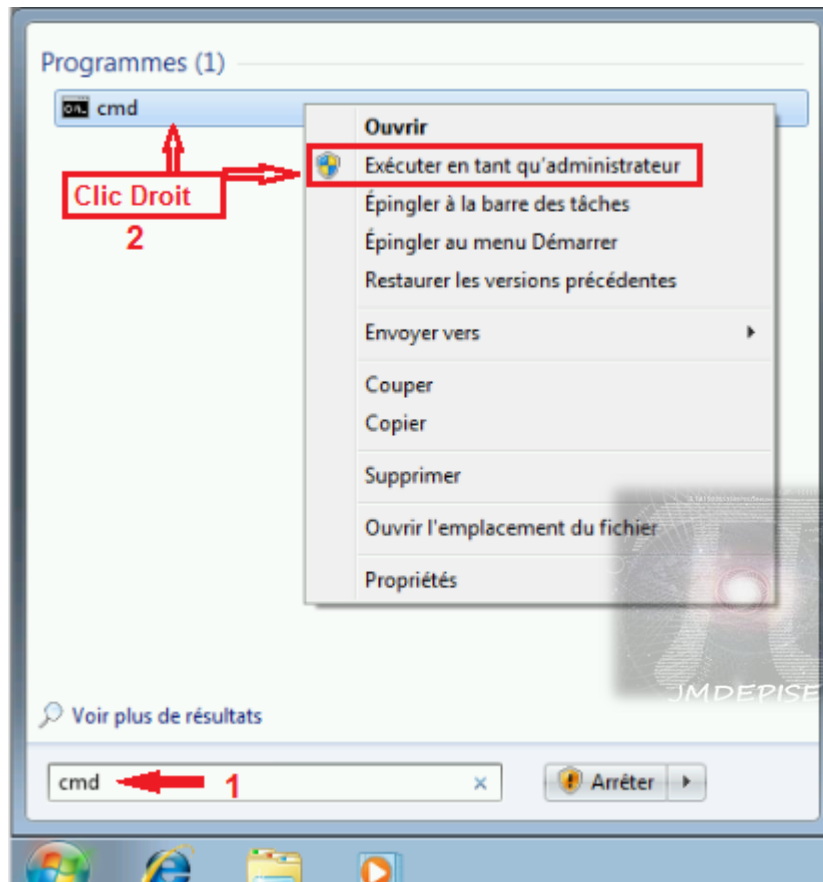 Programmes (1)
cmd
Ouvrir
Exécuter en tant qu'administrateur
Clic Droit
2
Épingler à la barre des tâches
Épingler au menu Démarrer
Restaurer les versions précédentes
Envoyer vers
Couper
Copier
Supprimer
Ouvrir l'emplacement du fichier
Propriétés
JMDEPISE
Voir plus de résultats
cmd
1
Arrêter